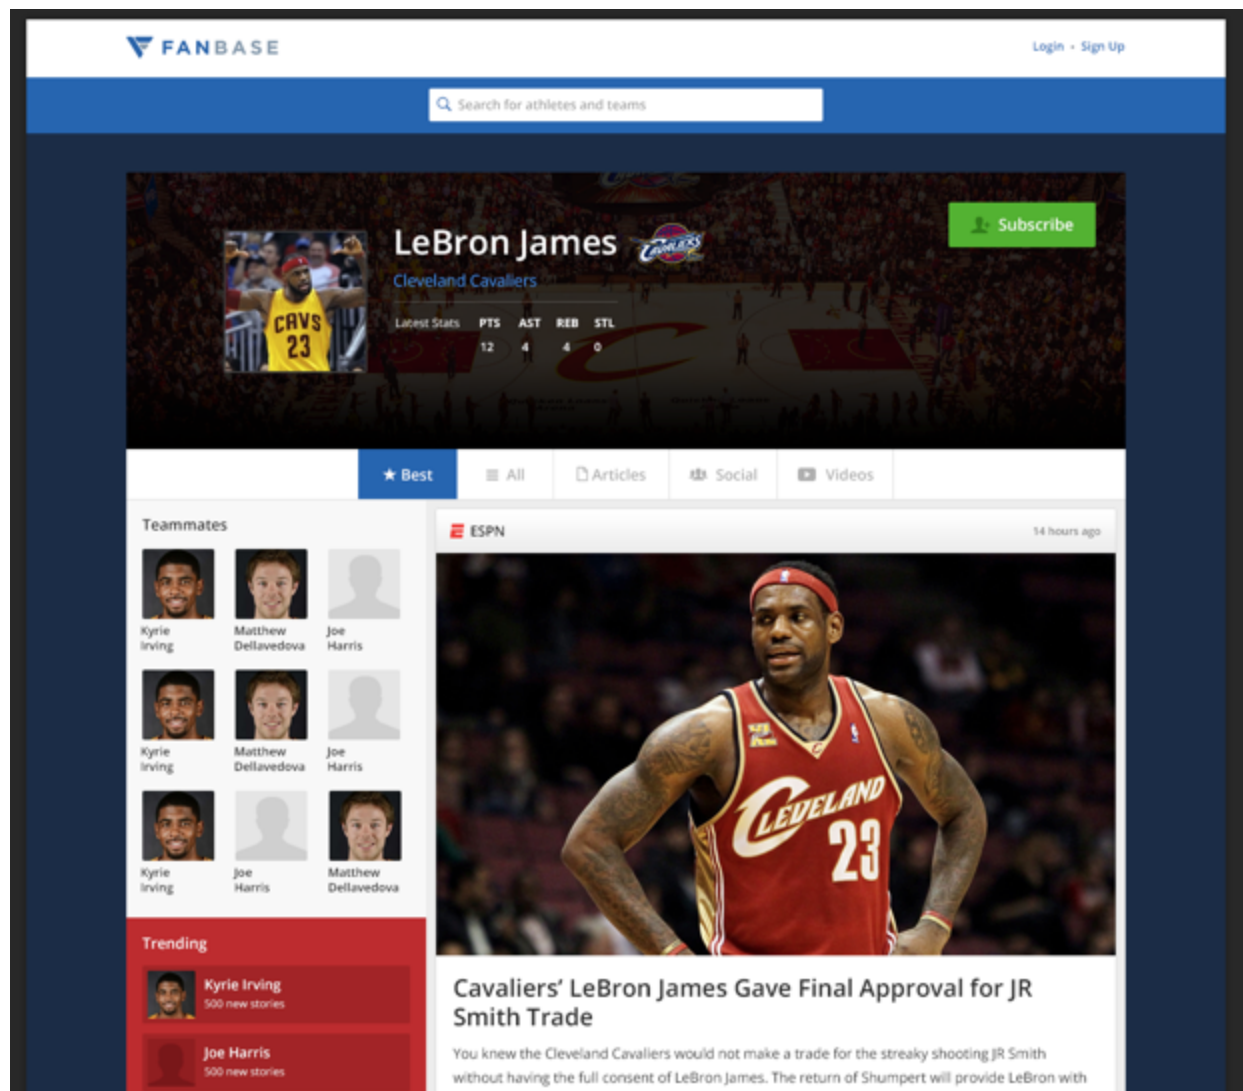 FANBASE
Login • Sign Up
Search for athletes and teams
LeBron James
CAVALIERS
Subscribe
Cleveland Cavaliers
Latest Stats PTS AST REB STL
12 4 4 0
CAVS
23
Best All Articles Social Videos
Teammates
Kyrie
Irving
Matthew
Dellavedova
Joe
Harris
Kyrie
Irving
Matthew
Dellavedova
Joe
Harris
Kyrie
Irving
Joe
Harris
Matthew
Dellavedova
Trending
Kyrie Irving
500 new stories
Joe Harris
500 new stories
ESPN
14 hours ago
CLEVELAND
23
Cavaliers’ LeBron James Gave Final Approval for JR
Smith Trade
You knew the Cleveland Cavaliers would not make a trade for the streaky shooting JR Smith
without having the full consent of LeBron James. The return of Shumpert will provide LeBron with